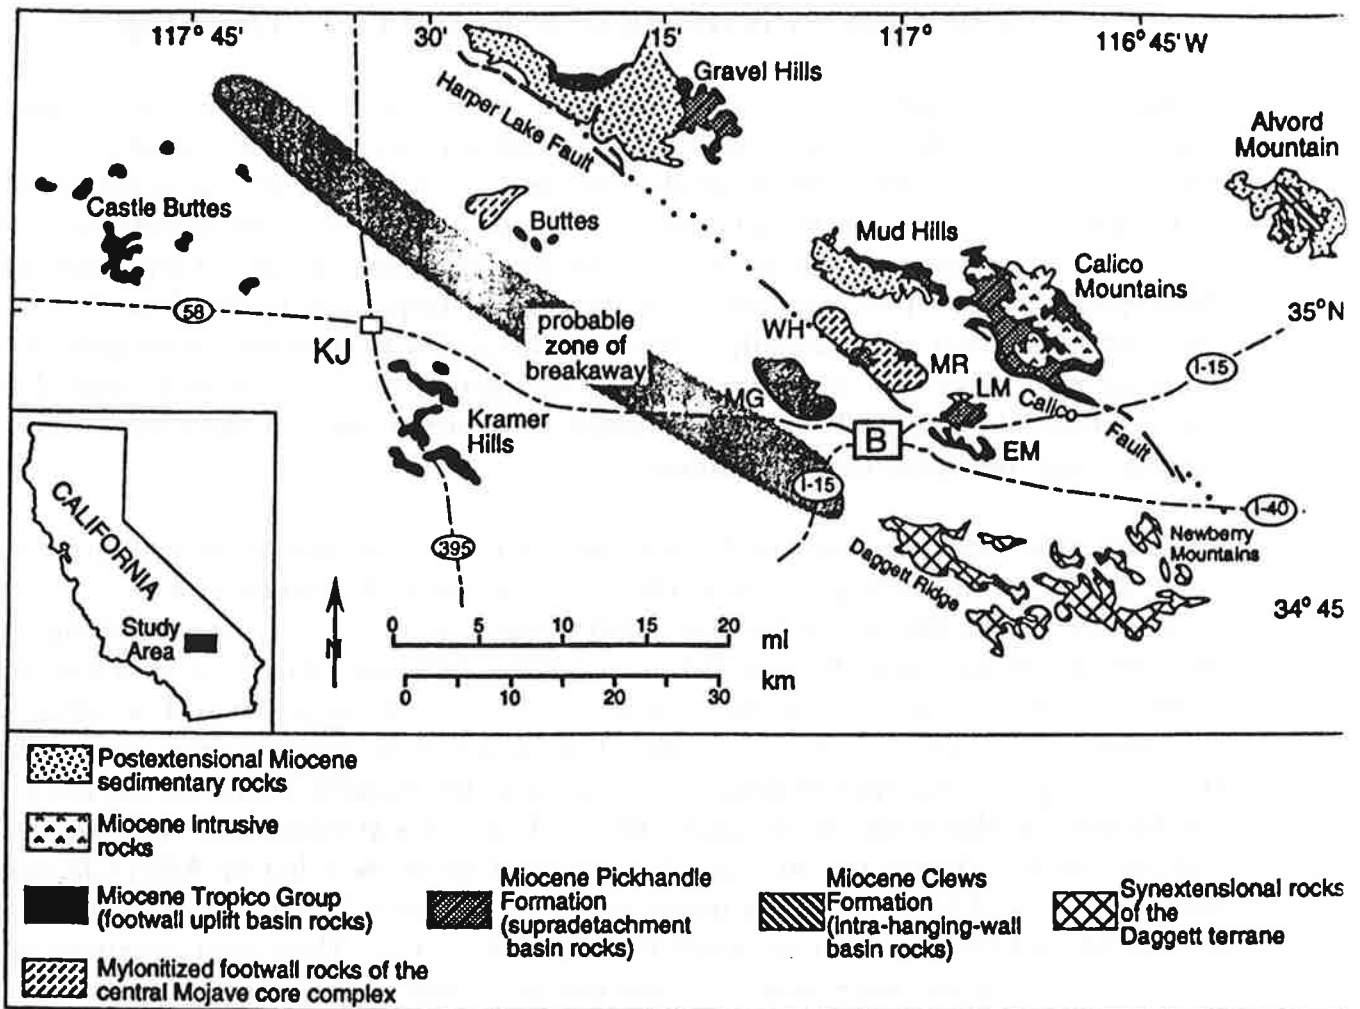 117° 45'
30'
15'
117°
116° 45' W
Gravel Hills
Harper Lake Fault
Alvord
Mountain
Castle Buttes
Buttes
Mud Hills
Calico
Mountains
35°N
58
probable
zone of
breakaway
WH
MR
KJ
MG
LM
I-15
Calico
Fault
Kramer
Hills
B
EM
I-15
I-40
395
Daggett Ridge
Newberry
Mountains
34° 45
CALIFORNIA
Study
Area
N
0 5 10 15 20 mi
0 10 20 30 km
Postextensional Miocene
sedimentary rocks
Miocene Intrusive
rocks
Miocene Tropico Group
(footwall uplift basin rocks)
Mylonitized footwall rocks of the
central Mojave core complex
Miocene Pickhandle
Formation
(supradetachment
basin rocks)
Miocene Clews
Formation
(intra-hanging-wall
basin rocks)
Synextensional rocks
of the
Daggett terrane